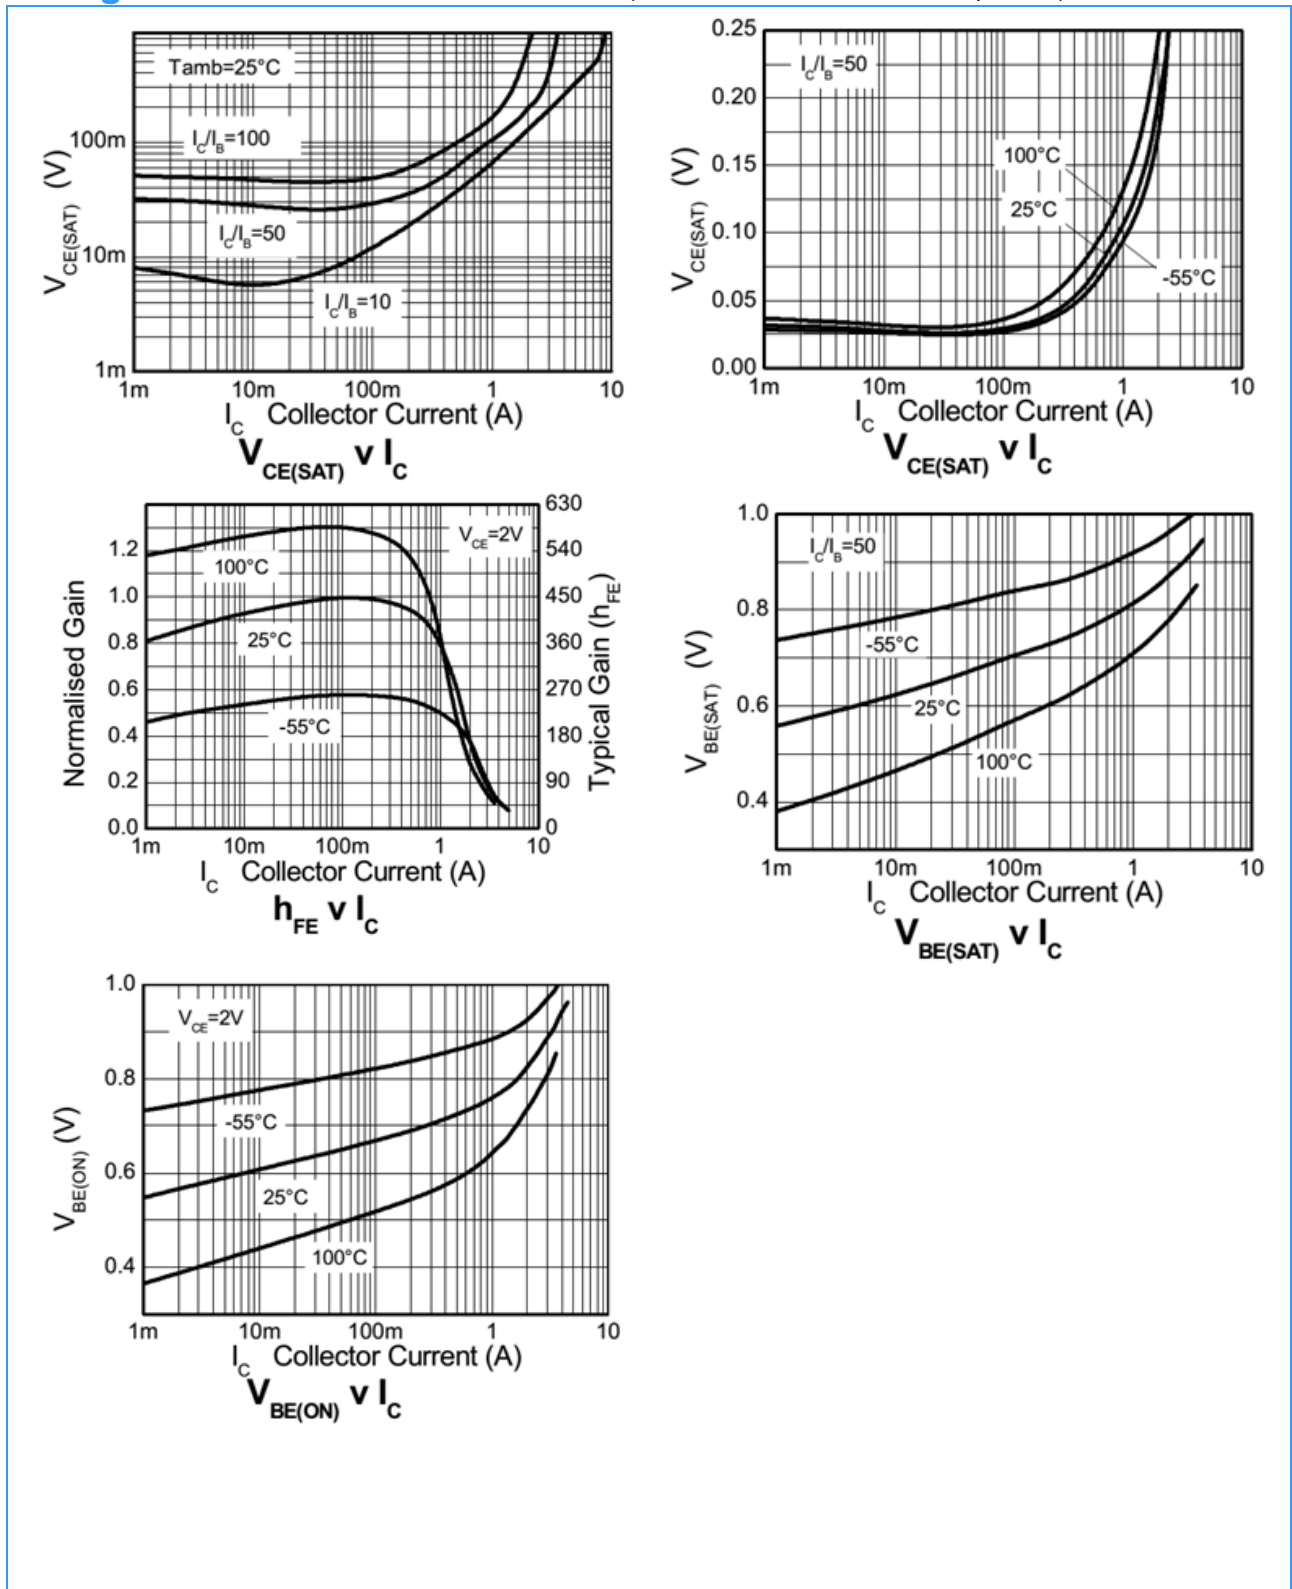 Tamb=25°C
IC/IB=100
IC/IB=50
IC/IB=10
100m
10m
1m
VCE(SAT) (V)
1m 10m 100m 1 10
IC Collector Current (A)
VCE(SAT) v IC
IC/IB=50
100°C
25°C
-55°C
0.25
0.20
0.15
0.10
0.05
0.00
VCE(SAT) (V)
1m 10m 100m 1 10
IC Collector Current (A)
VCE(SAT) v IC
VCE=2V
100°C
25°C
-55°C
1.2
1.0
0.8
0.6
0.4
0.2
0.0
Normalised Gain
630
540
450
360
270
180
90
0
Typical Gain (hFE)
1m 10m 100m 1 10
IC Collector Current (A)
hFE v IC
IC/IB=50
-55°C
25°C
100°C
1.0
0.8
0.6
0.4
VBE(SAT) (V)
1m 10m 100m 1 10
IC Collector Current (A)
VBE(SAT) v IC
VCE=2V
-55°C
25°C
100°C
1.0
0.8
0.6
0.4
VBE(ON) (V)
1m 10m 100m 1 10
IC Collector Current (A)
VBE(ON) v IC